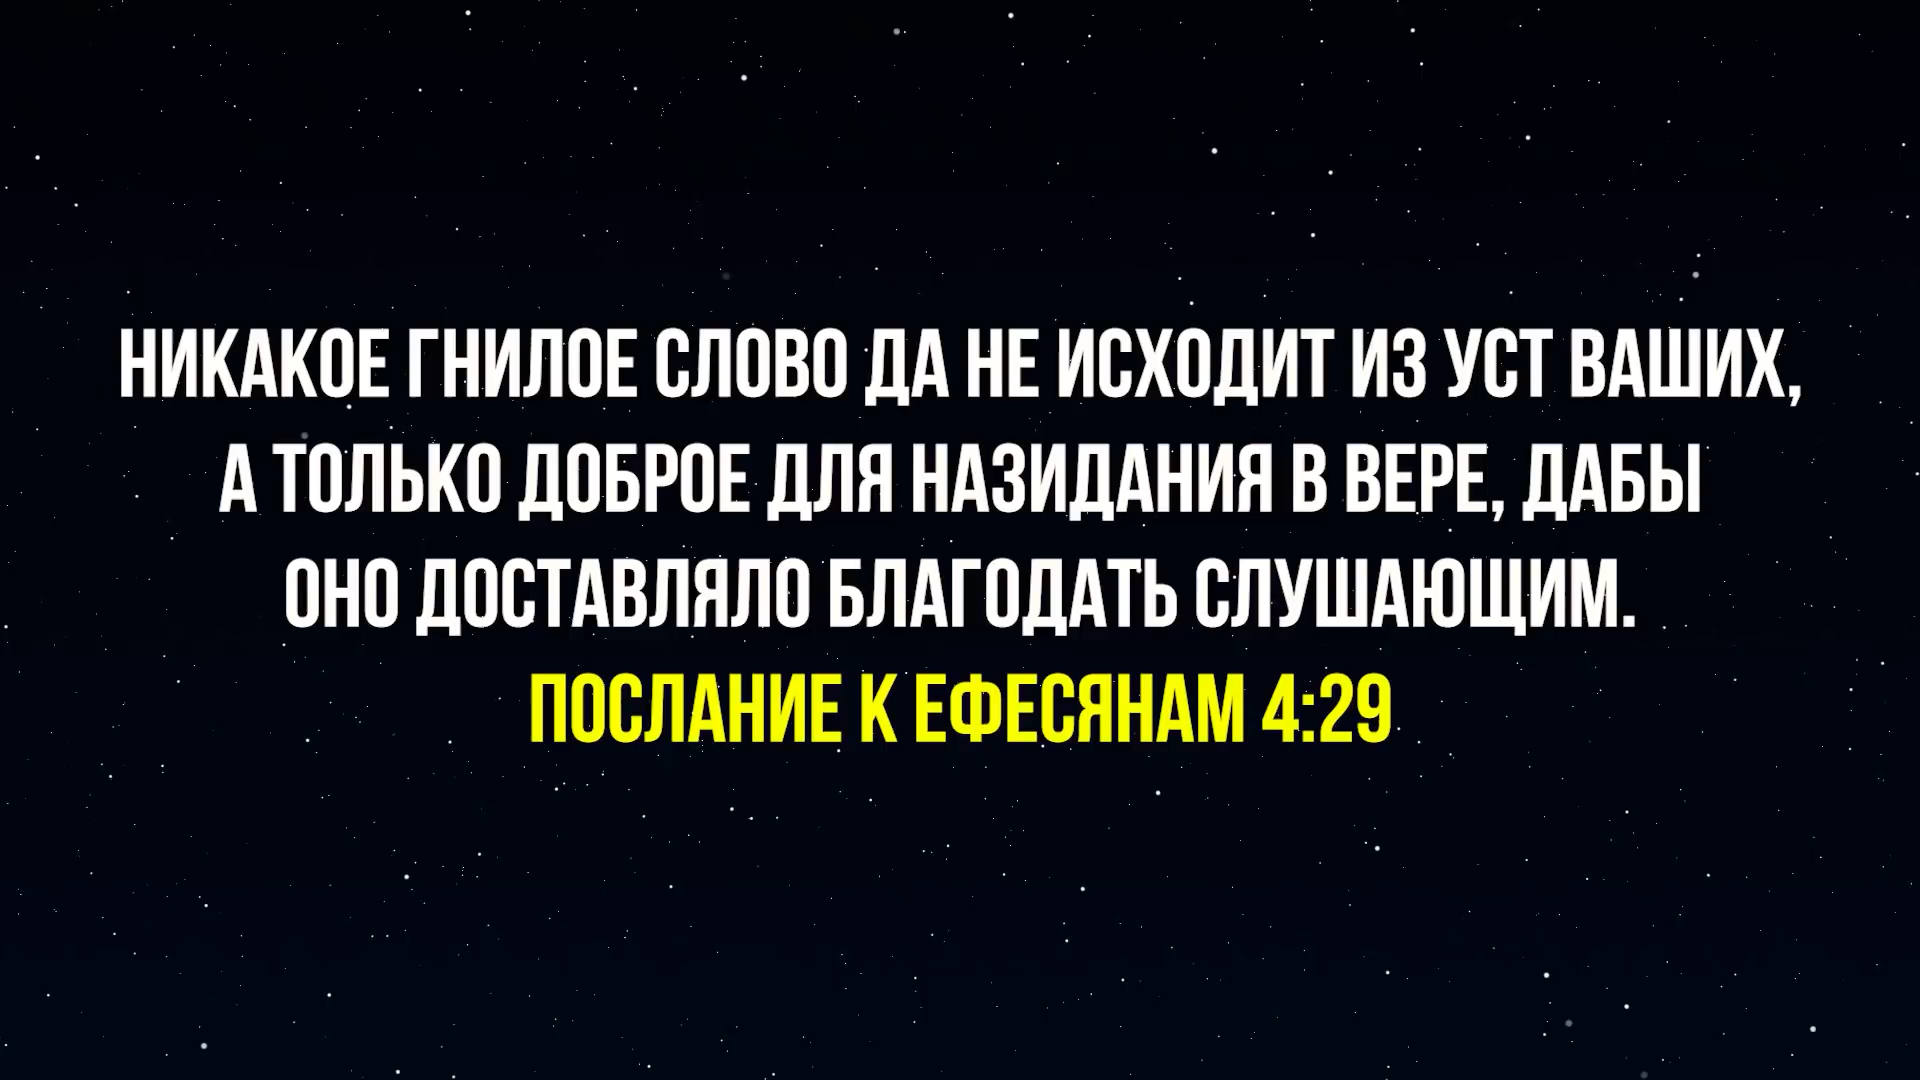 НИКАКОЕ ГНИЛОЕ СЛОВО ДА НЕ ИСХОДИТ ИЗ УСТ ВАШИХ,
А ТОЛЬКО ДОБРОЕ ДЛЯ НАЗИДАНИЯ В ВЕРЕ, ДАБЫ
ОНО ДОСТАВЛЯЛО БЛАГОДАТЬ СЛУШАЮЩИМ.
ПОСЛАНИЕ К ЕФЕСЯНАМ 4:29